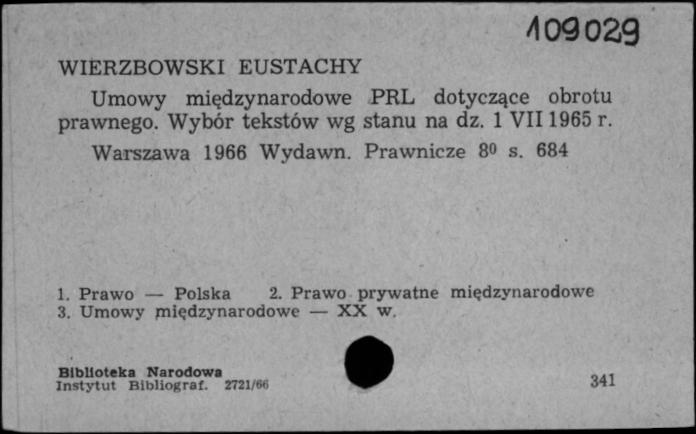 109029
WIERZBOWSKI EUSTACHY
Umowy międzynarodowe PRL dotyczące obrotu
prawnego. Wybór tekstów wg stanu na dz. 1 VII 1965 r.
Warszawa 1966 Wydawn. Prawnicze 8⁰ s. 684
1. Prawo — Polska 2. Prawo prywatne międzynarodowe
3. Umowy międzynarodowe — XX w.
Biblioteka Narodowa
Instytut Bibliograf. 2721/66
341